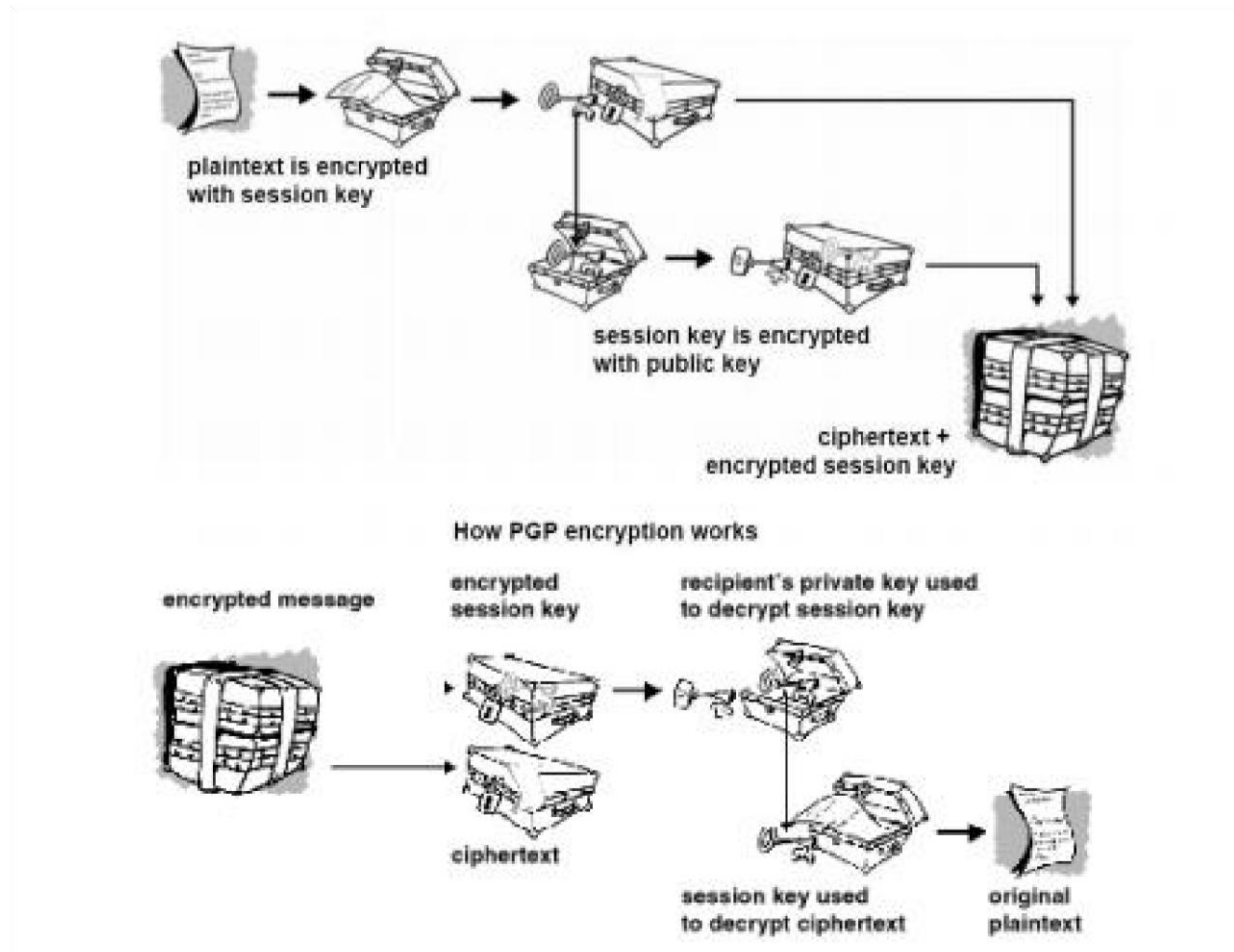 plaintext is encrypted
with session key
session key is encrypted
with public key
ciphertext +
encrypted session key
How PGP encryption works
encrypted message
encrypted
session key
recipient's private key used
to decrypt session key
ciphertext
session key used
to decrypt ciphertext
original
plaintext